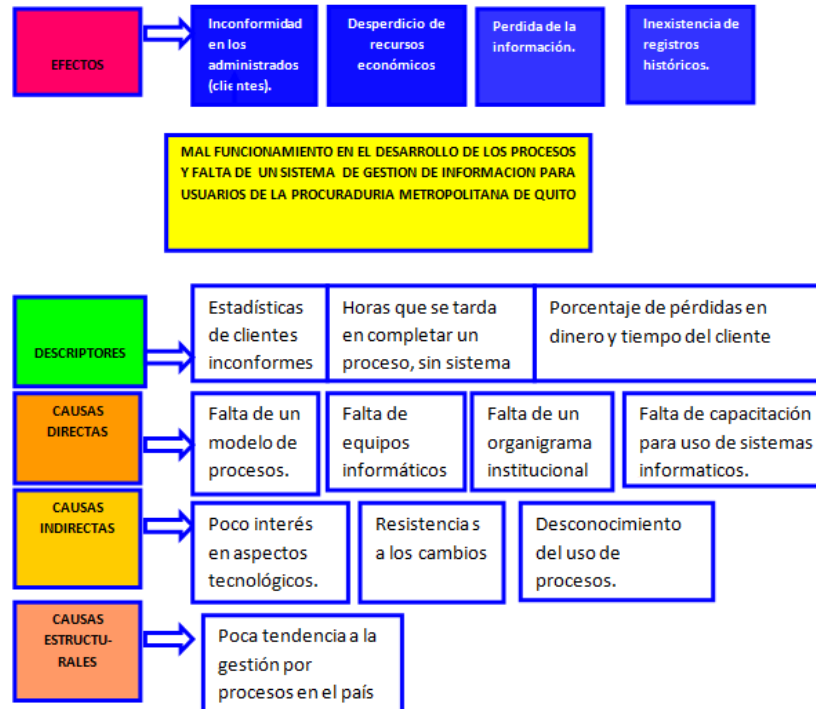 EFECTOS
Inconformidad
en los
administrados
(clientes).
Desperdicio de
recursos
económicos
Perdida de la
información.
Inexistencia de
registros
históricos.
MAL FUNCIONAMIENTO EN EL DESARROLLO DE LOS PROCESOS
Y FALTA DE UN SISTEMA DE GESTION DE INFORMACION PARA
USUARIOS DE LA PROCURADURIA METROPOLITANA DE QUITO
DESCRIPTORES
Estadísticas
de clientes
inconformes
Horas que se tarda
en completar un
proceso, sin sistema
Porcentaje de pérdidas en
dinero y tiempo del cliente
CAUSAS
DIRECTAS
Falta de un
modelo de
procesos.
Falta de
equipos
informáticos
Falta de un
organigrama
institucional
Falta de capacitación
para uso de sistemas
informaticos.
CAUSAS
INDIRECTAS
Poco interés
en aspectos
tecnológicos.
Resistencias
a los cambios
Desconocimiento
del uso de
procesos.
CAUSAS
ESTRUCTU-
RALES
Poca tendencia a la
gestión por
procesos en el país